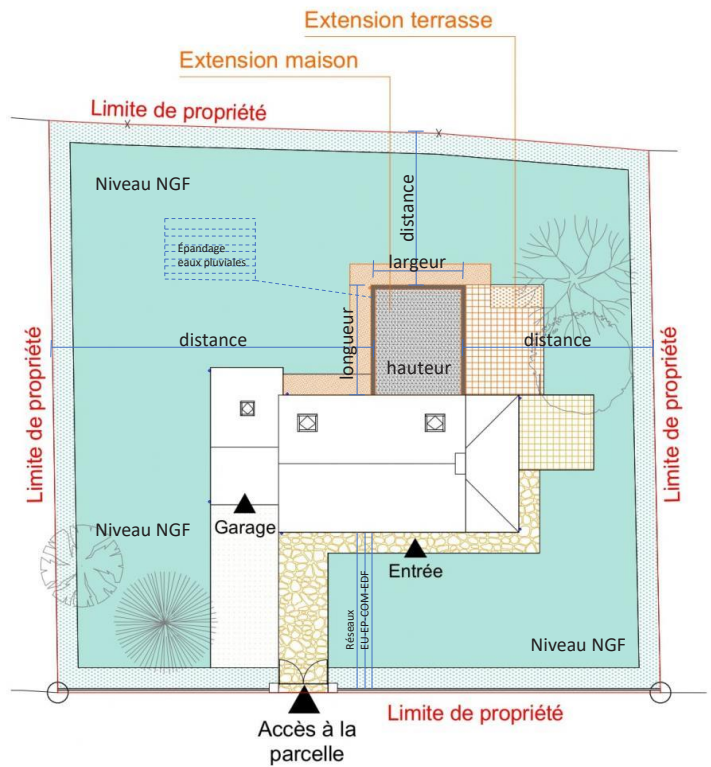 Extension terrasse
Extension maison
Limite de propriété
Niveau NGF
distance
Épandage
eaux pluviales
largeur
Limite de propriété
distance
longueur
hauteur
distance
Limite de propriété
Niveau NGF
Garage
Entrée
Réseaux
EU-EP-COM-EDF
Niveau NGF
Accès à la
parcelle
Limite de propriété